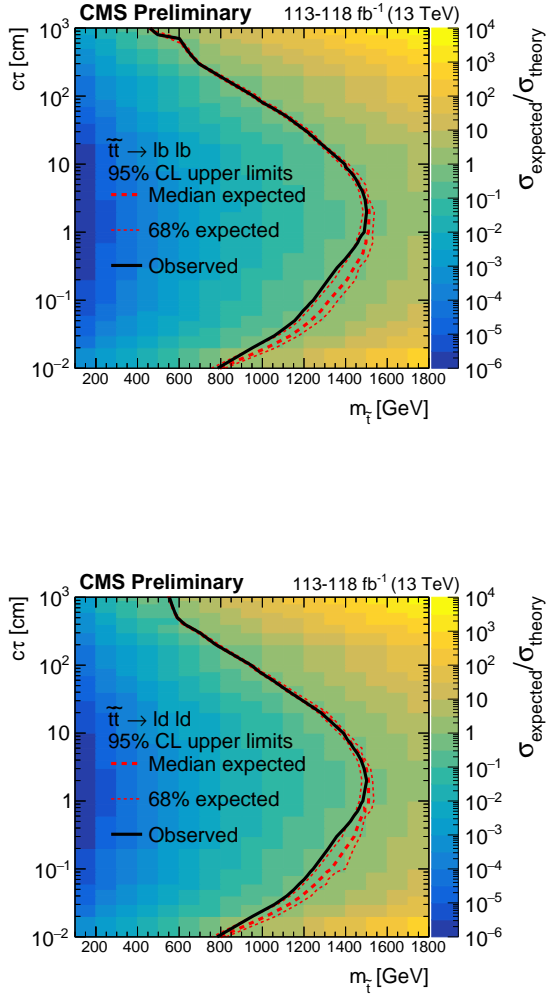 CMS Preliminary 113-118 fb⁻¹ (13 TeV)
cτ [cm]
10³
10²
10
1
10⁻¹
10⁻²
t̃t̃ → lb lb
95% CL upper limits
Median expected
68% expected
Observed
200 400 600 800 1000 1200 1400 1600 1800
m_t̃ [GeV]
10⁴
10³
10²
10
1
10⁻¹
10⁻²
10⁻³
10⁻⁴
10⁻⁵
10⁻⁶
σ_expected/σ_theory
CMS Preliminary 113-118 fb⁻¹ (13 TeV)
cτ [cm]
10³
10²
10
1
10⁻¹
10⁻²
t̃t̃ → ld ld
95% CL upper limits
Median expected
68% expected
Observed
200 400 600 800 1000 1200 1400 1600 1800
m_t̃ [GeV]
10⁴
10³
10²
10
1
10⁻¹
10⁻²
10⁻³
10⁻⁴
10⁻⁵
10⁻⁶
σ_expected/σ_theory